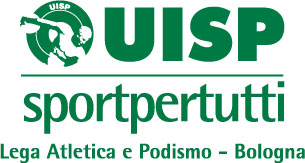 UISP
UISP
sportpertutti
Lega Atletica e Podismo - Bologna